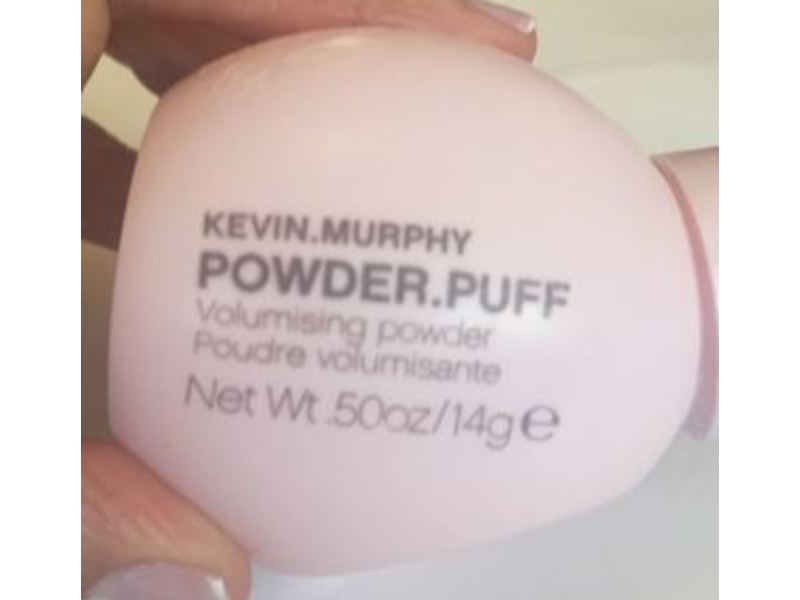 KEVIN.MURPHY
POWDER.PUFF
Volumising powder
Poudre volumisante
Net Wt .50oz/14g℮